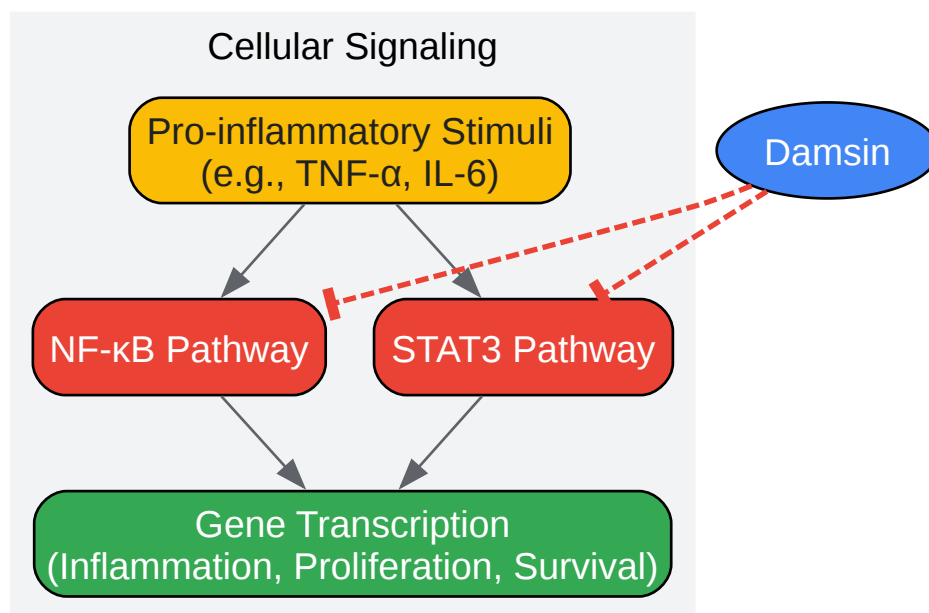 Cellular Signaling
Pro-inflammatory Stimuli
(e.g., TNF-α, IL-6)
Damsin
NF-κB Pathway
STAT3 Pathway
Gene Transcription
(Inflammation, Proliferation, Survival)